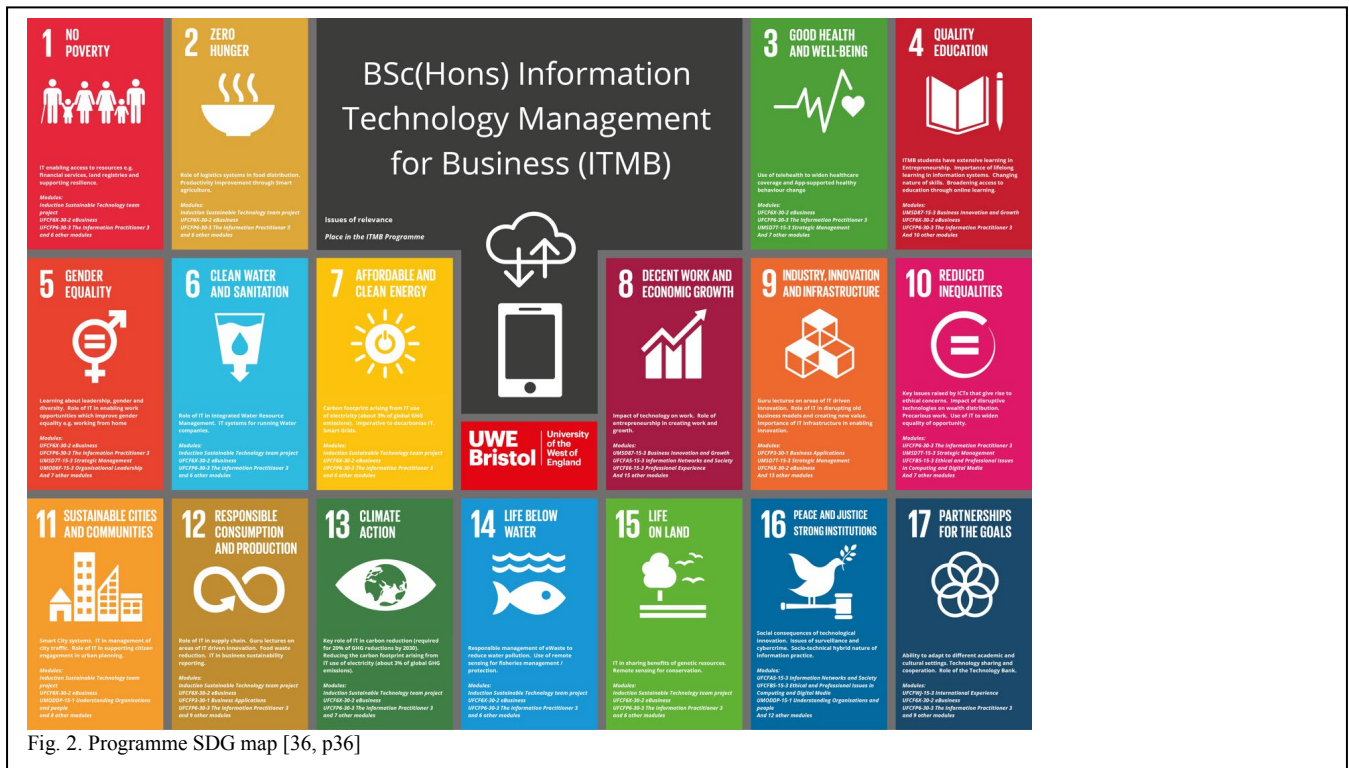 1 NO
POVERTY
IT enabling access to resources e.g.
financial services, land registries and
supporting resilience.
Modules:
Induction Sustainable Technology team
project
UFCF6X-30-2 eBusiness
UFCFP6-30-3 The Information Practitioner 3
and 6 other modules
2 ZERO
HUNGER
Role of logistics systems in food distribution.
Productivity improvement through Smart
agriculture.
Modules:
Induction Sustainable Technology team project
UFCF6X-30-2 eBusiness
UFCFP6-30-3 The Information Practitioner 3
and 6 other modules
BSc(Hons) Information
Technology Management
for Business (ITMB)
Issues of relevance
Place in the ITMB Programme
3 GOOD HEALTH
AND WELL-BEING
Use of telehealth to widen healthcare
coverage and App-supported healthy
behaviour change
Modules:
UFCF6X-30-2 eBusiness
UFCFP6-30-3 The Information Practitioner 3
UMSD7T-15-3 Strategic Management
And 7 other modules
4 QUALITY
EDUCATION
ITMB students have extensive learning in
Entrepreneurship. Importance of lifelong
learning in information systems. Changing
nature of skills. Broadening access to
education through online learning.
Modules:
UMSD87-15-3 Business Innovation and Growth
UFCF6X-30-2 eBusiness
UFCFP6-30-3 The Information Practitioner 3
And 10 other modules
5 GENDER
EQUALITY
Learning about leadership, gender and
diversity. Role of IT in enabling work
opportunities which improve gender
equality e.g. working from home
Modules:
UFCF6X-30-2 eBusiness
UFCFP6-30-3 The Information Practitioner 3
UMSD7T-15-3 Strategic Management
UMOD6F-15-3 Organisational Leadership
And 7 other modules
6 CLEAN WATER
AND SANITATION
Role of IT in Integrated Water Resource
Management. IT systems for running Water
companies.
Modules:
Induction Sustainable Technology team project
UFCF6X-30-2 eBusiness
UFCFP6-30-3 The Information Practitioner 3
and 6 other modules
7 AFFORDABLE AND
CLEAN ENERGY
Carbon footprint arising from IT use
of electricity (about 3% of global GHG
emissions). Imperative to decarbonise IT.
Smart Grids.
Modules:
Induction Sustainable Technology team project
UFCF6X-30-2 eBusiness
UFCFP6-30-3 The Information Practitioner 3
and 6 other modules
UWE
Bristol
University
of the
West of
England
8 DECENT WORK AND
ECONOMIC GROWTH
Impact of technology on work. Role of
entrepreneurship in creating work and
growth.
Modules:
UMSD87-15-3 Business Innovation and Growth
UFCFA5-15-3 Information Networks and Society
UFCFE6-15-3 Professional Experience
And 15 other modules
9 INDUSTRY, INNOVATION
AND INFRASTRUCTURE
Guru lectures on areas of IT driven
innovation. Role of IT in disrupting old
business models and creating new value.
Importance of IT infrastructure in enabling
innovation.
Modules:
UFCFP3-30-1 Business Applications
UMSD7T-15-3 Strategic Management
UFCF6X-30-2 eBusiness
And 13 other modules
10 REDUCED
INEQUALITIES
Key issues raised by ICTs that give rise to
ethical concerns. Impact of disruptive
technologies on wealth distribution.
Precarious work. Use of IT to widen
equality of opportunity.
Modules:
UFCFP6-30-3 The Information Practitioner 3
UMSD7T-15-3 Strategic Management
UFCFB5-15-3 Ethical and Professional Issues
in Computing and Digital Media
And 7 other modules
11 SUSTAINABLE CITIES
AND COMMUNITIES
Smart City systems. IT in management of
city traffic. Role of IT in supporting citizen
engagement in urban planning.
Modules:
Induction Sustainable Technology team
project
UFCF6X-30-2 eBusiness
UMODDP-15-1 Understanding Organisations
and people
and 8 other modules
12 RESPONSIBLE
CONSUMPTION
AND PRODUCTION
Role of IT in supply chain. Guru lectures on
areas of IT driven innovation. Food waste
reduction. IT in business sustainability
reporting.
Modules:
Induction Sustainable Technology team project
UFCF6X-30-2 eBusiness
UFCFP3-30-1 Business Applications
UFCFP6-30-3 The Information Practitioner 3
and 9 other modules
13 CLIMATE
ACTION
Key role of IT in carbon reduction (required
for 20% of GHG reductions by 2030).
Reducing the carbon footprint arising from
IT use of electricity (about 3% of global GHG
emissions).
Modules:
Induction Sustainable Technology team project
UFCF6X-30-2 eBusiness
UFCFP6-30-3 The Information Practitioner 3
and 7 other modules
14 LIFE BELOW
WATER
Responsible management of eWaste to
reduce water pollution. Use of remote
sensing for fisheries management /
protection.
Modules:
Induction Sustainable Technology team project
UFCF6X-30-2 eBusiness
UFCFP6-30-3 The Information Practitioner 3
and 6 other modules
15 LIFE
ON LAND
IT in sharing benefits of genetic resources.
Remote sensing for conservation.
Modules:
Induction Sustainable Technology team project
UFCF6X-30-2 eBusiness
UFCFP6-30-3 The Information Practitioner 3
and 6 other modules
16 PEACE AND JUSTICE
STRONG INSTITUTIONS
Social consequences of technological
innovation. Issues of surveillance and
cybercrime. Socio-technical hybrid nature of
information practice.
Modules:
UFCFA5-15-3 Information Networks and Society
UFCFB5-15-3 Ethical and Professional Issues in
Computing and Digital Media
UMODDP-15-1 Understanding Organisations and
people
And 12 other modules
17 PARTNERSHIPS
FOR THE GOALS
Ability to adapt to different academic and
cultural settings. Technology sharing and
cooperation. Role of the Technology Bank.
Modules:
UFCFWJ-15-3 International Experience
UFCF6X-30-2 eBusiness
UFCFP6-30-3 The Information Practitioner 3
and 9 other modules
Fig. 2. Programme SDG map [36, p36]